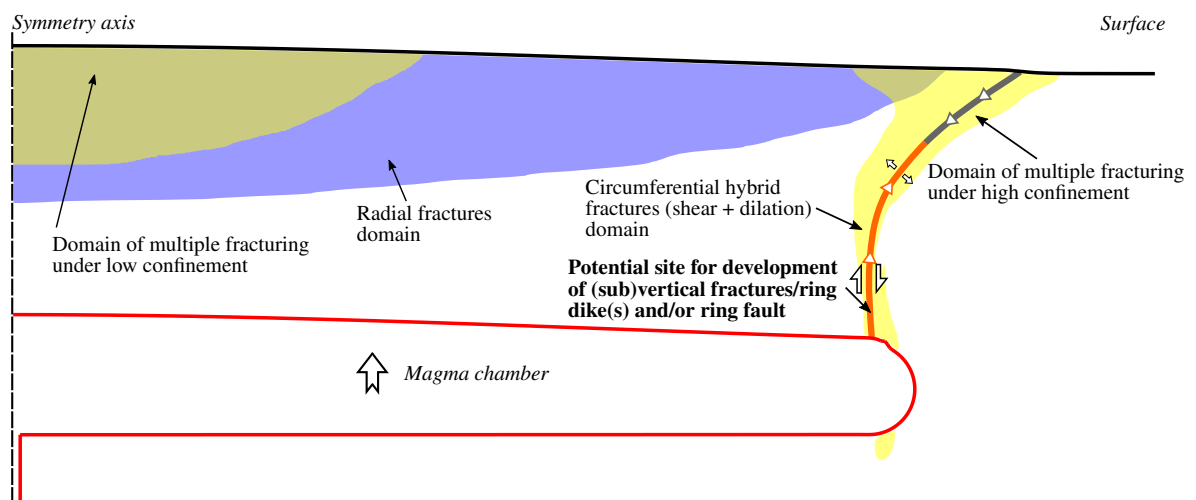 Symmetry axis
Surface
Domain of multiple fracturing
under high confinement
Circumferential hybrid
fractures (shear + dilation)
domain
Radial fractures
domain
Domain of multiple fracturing
under low confinement
Potential site for development
of (sub)vertical fractures/ring
dike(s) and/or ring fault
Magma chamber